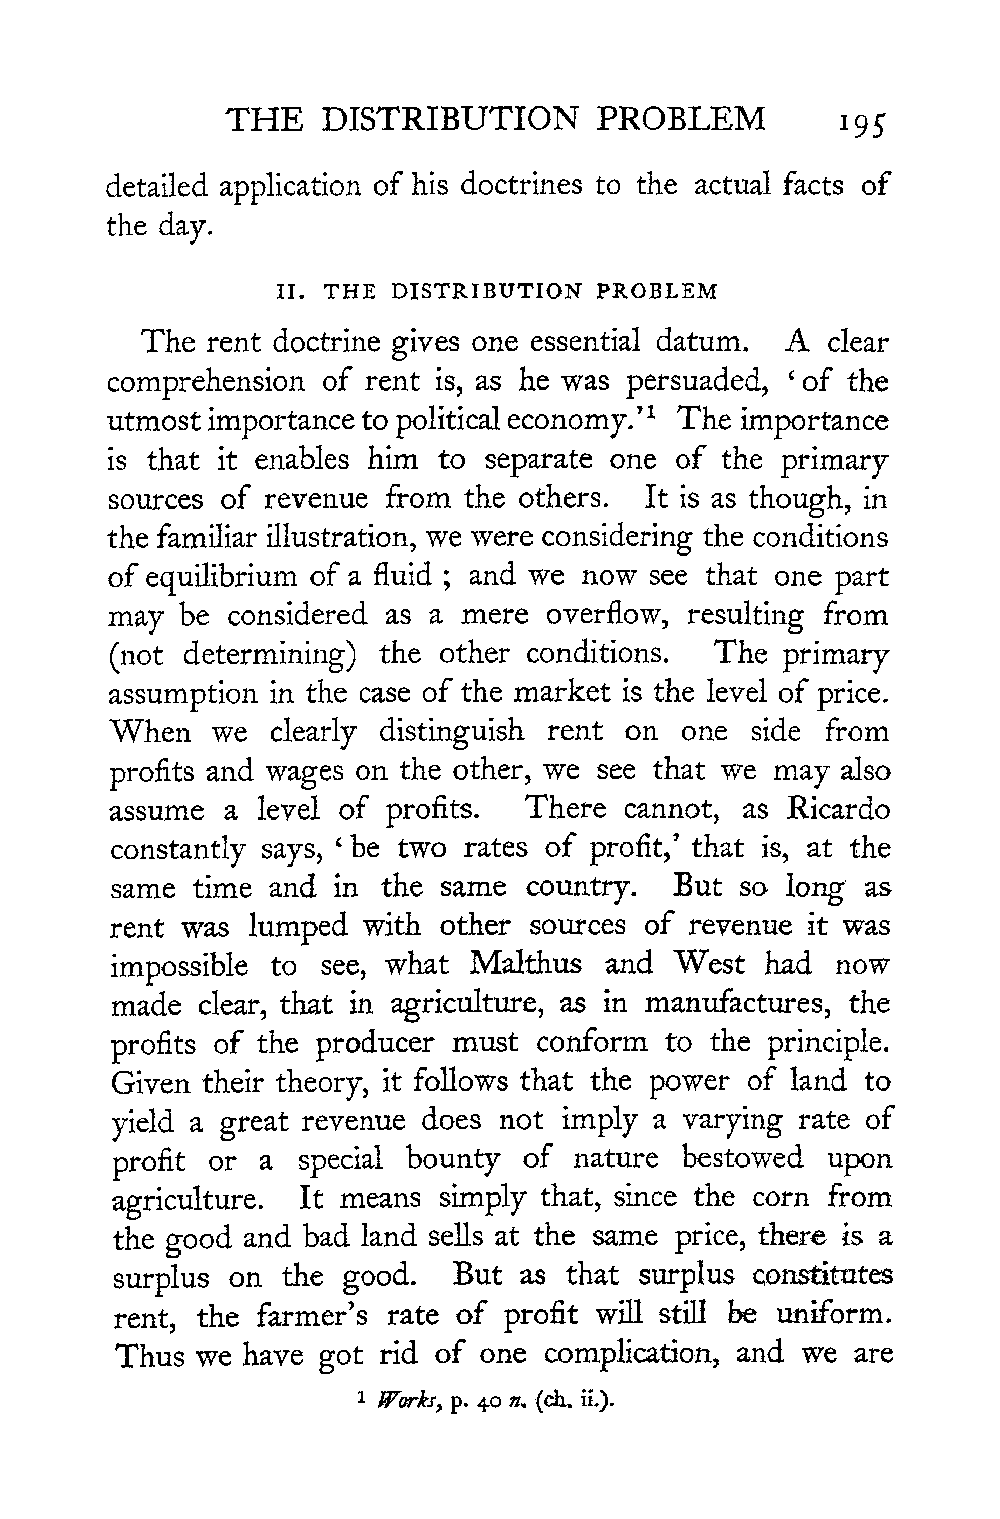 THE DISTRIBUTION PROBLEM 195
detailed application of his doctrines to the actual facts of
the day.
II. THE DISTRIBUTION PROBLEM
The rent doctrine gives one essential datum. A clear
comprehension of rent is, as he was persuaded, ‘of the
utmost importance to political economy.’¹ The importance
is that it enables him to separate one of the primary
sources of revenue from the others. It is as though, in
the familiar illustration, we were considering the conditions
of equilibrium of a fluid ; and we now see that one part
may be considered as a mere overflow, resulting from
(not determining) the other conditions. The primary
assumption in the case of the market is the level of price.
When we clearly distinguish rent on one side from
profits and wages on the other, we see that we may also
assume a level of profits. There cannot, as Ricardo
constantly says, ‘be two rates of profit,’ that is, at the
same time and in the same country. But so long as
rent was lumped with other sources of revenue it was
impossible to see, what Malthus and West had now
made clear, that in agriculture, as in manufactures, the
profits of the producer must conform to the principle.
Given their theory, it follows that the power of land to
yield a great revenue does not imply a varying rate of
profit or a special bounty of nature bestowed upon
agriculture. It means simply that, since the corn from
the good and bad land sells at the same price, there is a
surplus on the good. But as that surplus constitutes
rent, the farmer’s rate of profit will still be uniform.
Thus we have got rid of one complication, and we are
¹ Works, p. 40 n. (ch. ii.).